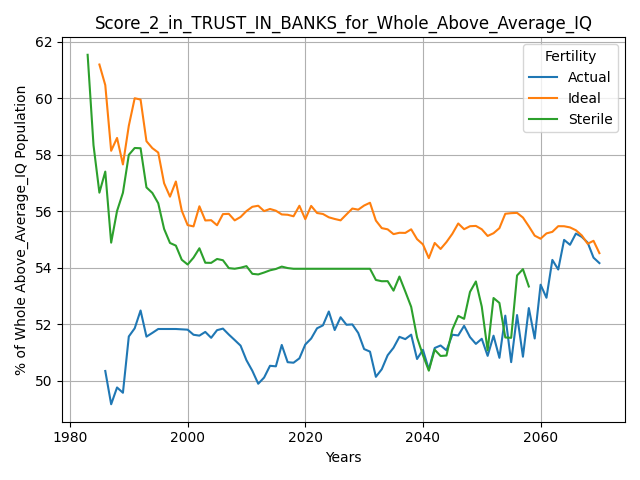 Score_2_in_TRUST_IN_BANKS_for_Whole_Above_Average_IQ
% of Whole Above_Average_IQ Population
62
60
58
56
54
52
50
Fertility
Actual
Ideal
Sterile
1980
2000
2020
2040
2060
Years